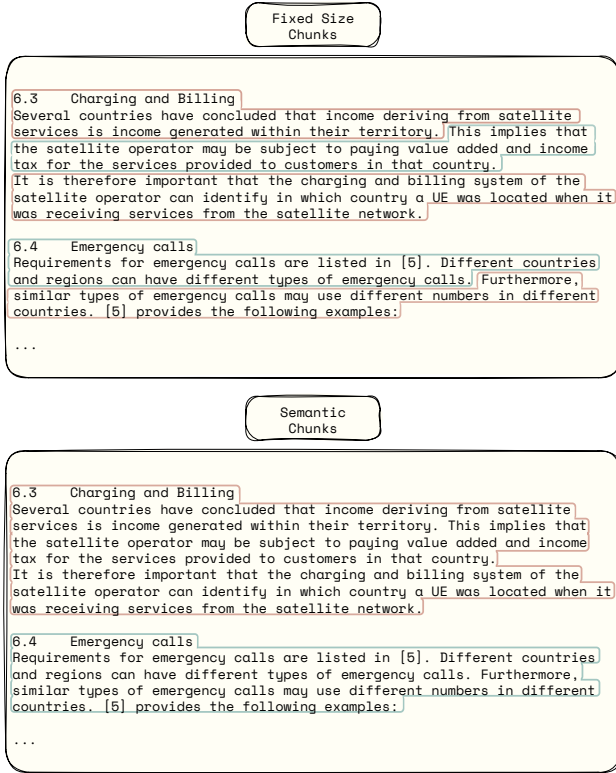 Fixed Size
Chunks
6.3    Charging and Billing
Several countries have concluded that income deriving from satellite
services is income generated within their territory. This implies that
the satellite operator may be subject to paying value added and income
tax for the services provided to customers in that country.
It is therefore important that the charging and billing system of the
satellite operator can identify in which country a UE was located when it
was receiving services from the satellite network.
6.4    Emergency calls
Requirements for emergency calls are listed in [5]. Different countries
and regions can have different types of emergency calls. Furthermore,
similar types of emergency calls may use different numbers in different
countries. [5] provides the following examples:
...
Semantic
Chunks
6.3    Charging and Billing
Several countries have concluded that income deriving from satellite
services is income generated within their territory. This implies that
the satellite operator may be subject to paying value added and income
tax for the services provided to customers in that country.
It is therefore important that the charging and billing system of the
satellite operator can identify in which country a UE was located when it
was receiving services from the satellite network.
6.4    Emergency calls
Requirements for emergency calls are listed in [5]. Different countries
and regions can have different types of emergency calls. Furthermore,
similar types of emergency calls may use different numbers in different
countries. [5] provides the following examples:
...